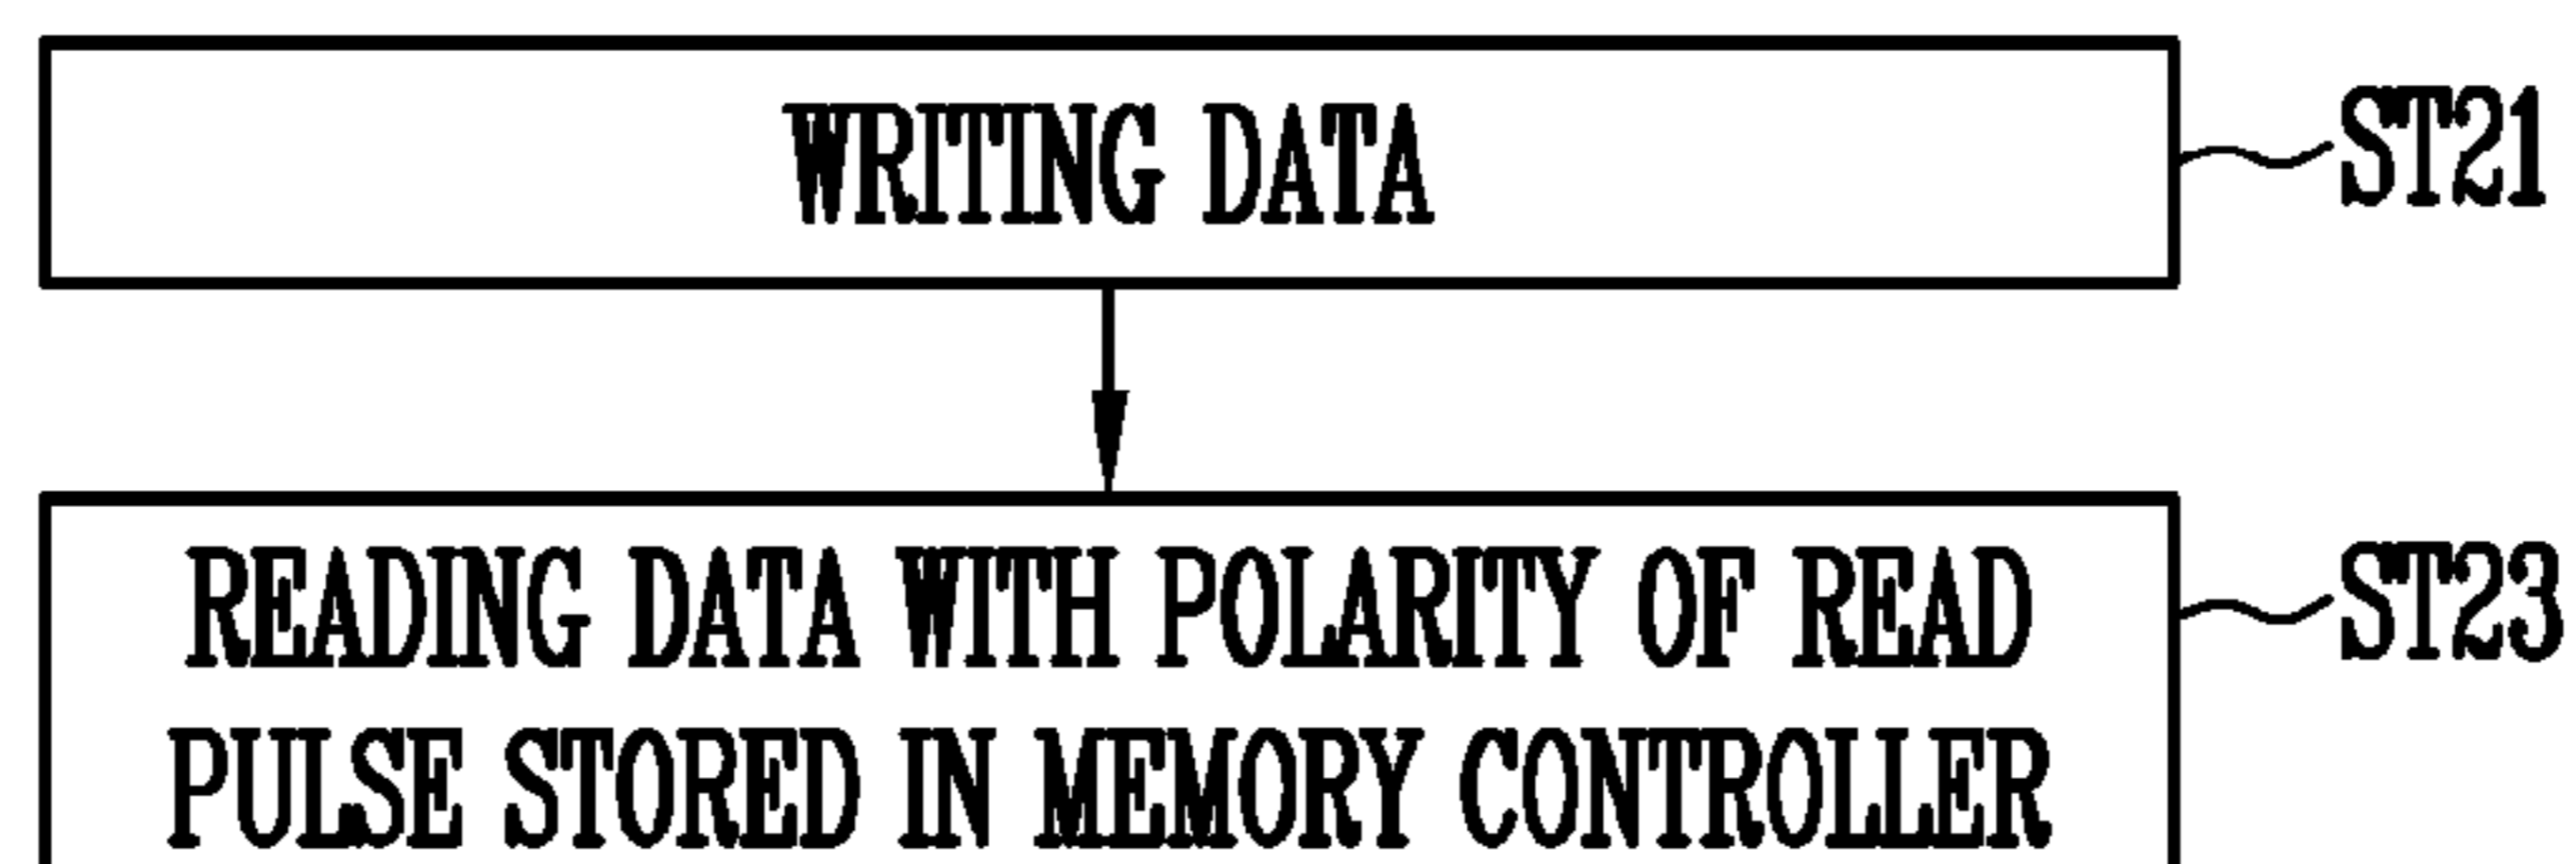 WRITING DATA
ST21
READING DATA WITH POLARITY OF READ
PULSE STORED IN MEMORY CONTROLLER
ST23